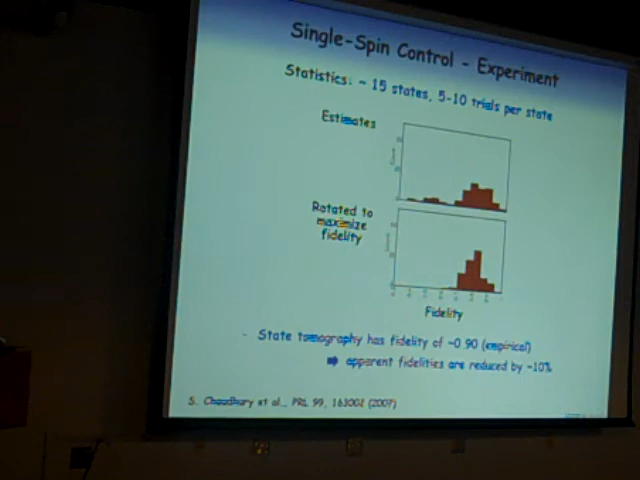 Single-Spin Control - Experiment
Statistics: ~ 15 states, 5-10 trials per state
Estimates
Rotated to
maximize
fidelity
Fidelity
- State tomography has fidelity of ~0.90 (empirical)
➡ apparent fidelities are reduced by ~10%
S. Chaudhury et al., PRL 99, 163002 (2007)